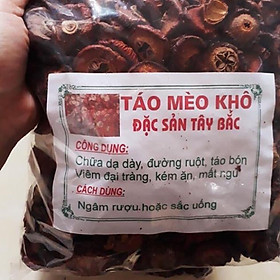 TÁO MÈO KHÔ
ĐẶC SẢN TÂY BẮC
CÔNG DỤNG:
Chữa dạ dày, đường ruột, táo bón
Viêm đại tràng, kém ăn, mất ngủ
CÁCH DÙNG:
Ngâm rượu hoặc sắc uống